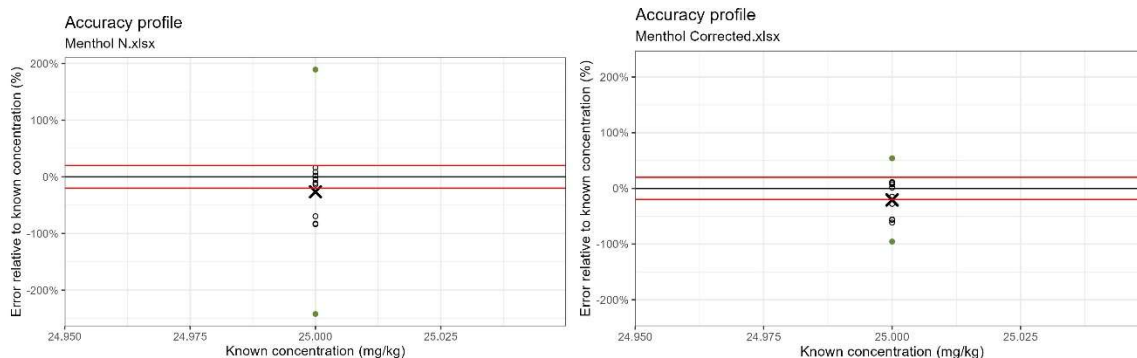 Accuracy profile
Menthol N.xlsx
Error relative to known concentration (%)
200%
100%
0%
-100%
-200%
24.950
24.975
25.000
25.025
Known concentration (mg/kg)
Accuracy profile
Menthol Corrected.xlsx
Error relative to known concentration (%)
200%
100%
0%
-100%
-200%
24.950
24.975
25.000
25.025
Known concentration (mg/kg)